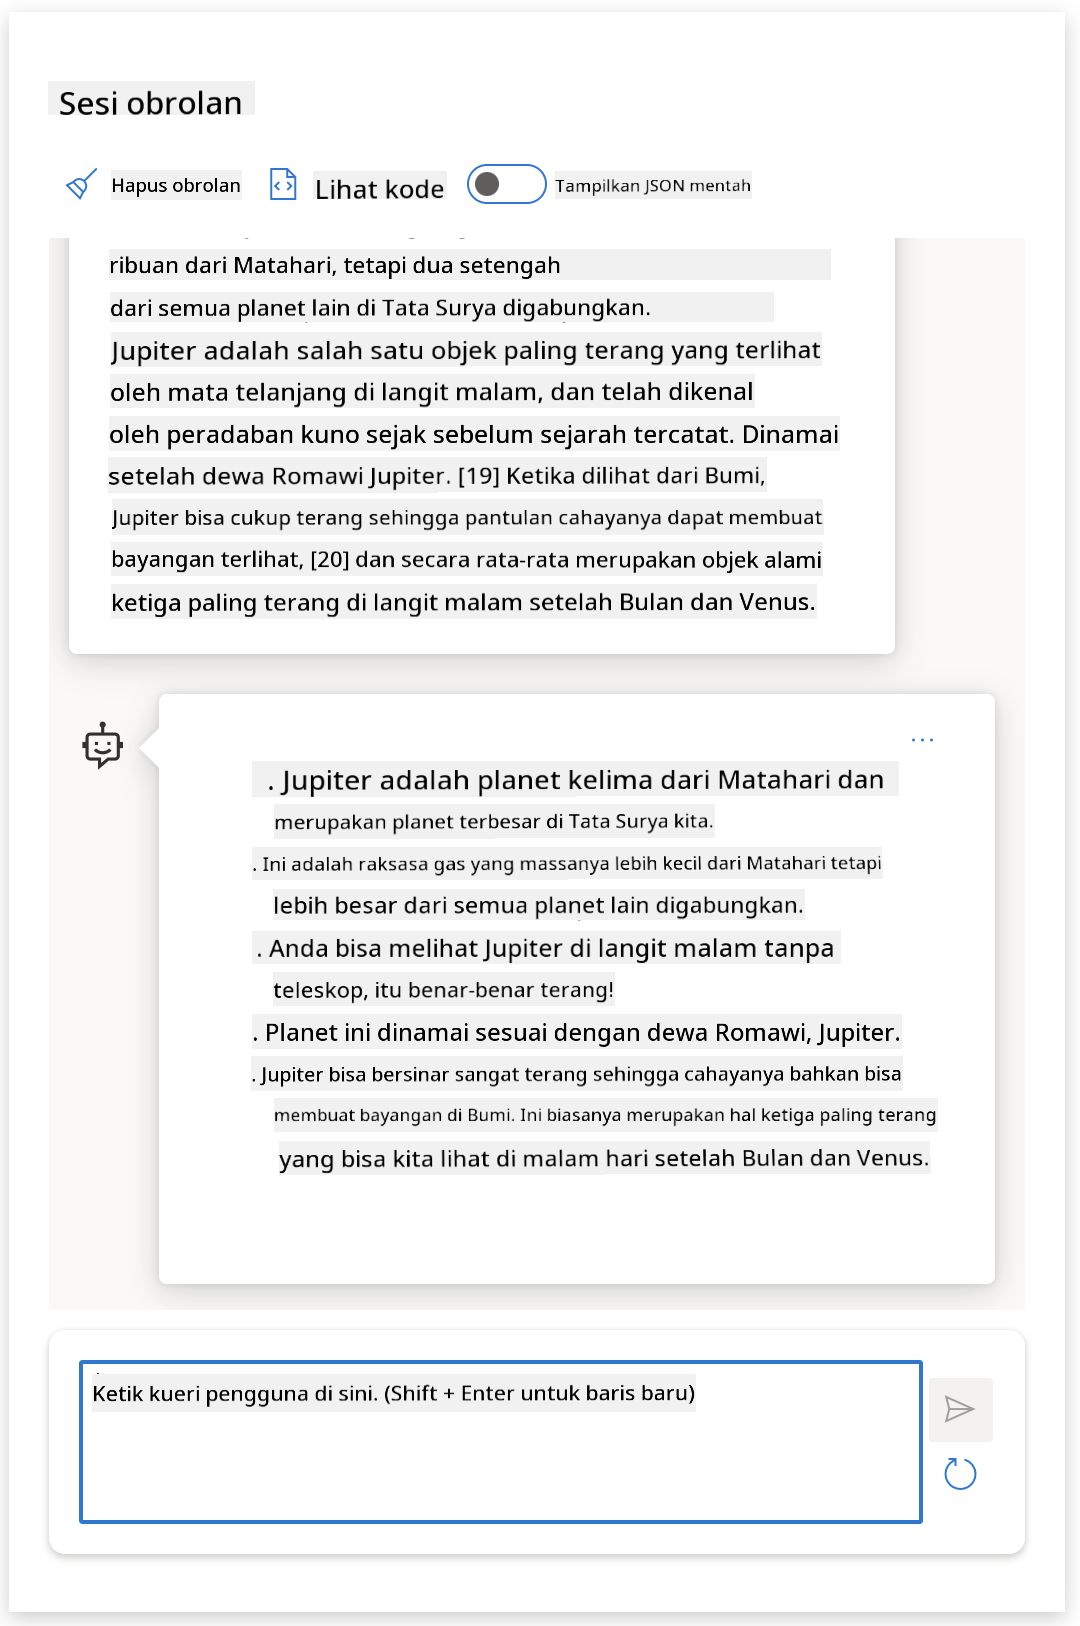 Sesi obrolan
Hapus obrolan
Lihat kode
Tampilkan JSON mentah
ribuan dari Matahari, tetapi dua setengah
dari semua planet lain di Tata Surya digabungkan.
Jupiter adalah salah satu objek paling terang yang terlihat
oleh mata telanjang di langit malam, dan telah dikenal
oleh peradaban kuno sejak sebelum sejarah tercatat. Dinamai
setelah dewa Romawi Jupiter. [19] Ketika dilihat dari Bumi,
Jupiter bisa cukup terang sehingga pantulan cahayanya dapat membuat
bayangan terlihat, [20] dan secara rata-rata merupakan objek alami
ketiga paling terang di langit malam setelah Bulan dan Venus.
. Jupiter adalah planet kelima dari Matahari dan
merupakan planet terbesar di Tata Surya kita.
. Ini adalah raksasa gas yang massanya lebih kecil dari Matahari tetapi
lebih besar dari semua planet lain digabungkan.
. Anda bisa melihat Jupiter di langit malam tanpa
teleskop, itu benar-benar terang!
. Planet ini dinamai sesuai dengan dewa Romawi, Jupiter.
. Jupiter bisa bersinar sangat terang sehingga cahayanya bahkan bisa
membuat bayangan di Bumi. Ini biasanya merupakan hal ketiga paling terang
yang bisa kita lihat di malam hari setelah Bulan dan Venus.
Ketik kueri pengguna di sini. (Shift + Enter untuk baris baru)